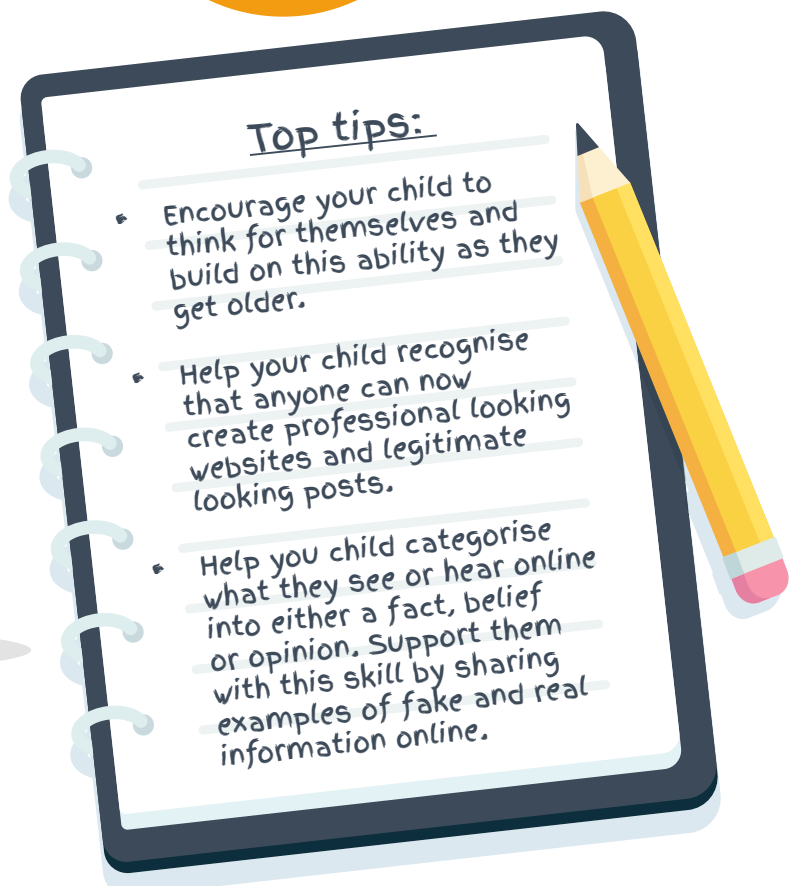 Top tips:
Encourage your child to
think for themselves and
build on this ability as they
get older.
Help your child recognise
that anyone can now
create professional looking
websites and legitimate
looking posts.
Help you child categorise
what they see or hear online
into either a fact, belief
or opinion. Support them
with this skill by sharing
examples of fake and real
information online.